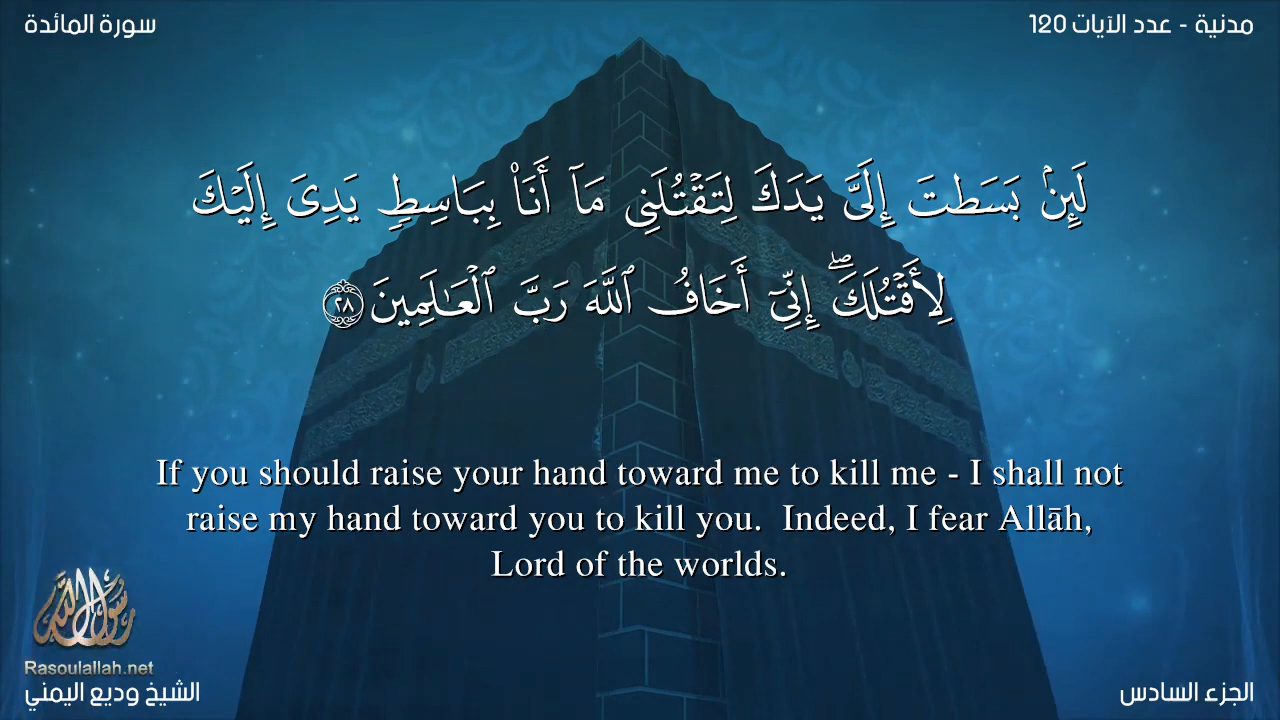 سورة المائدة
مدنية - عدد الآيات 120
لَئِنۢ بَسَطتَ إِلَىَّ يَدَكَ لِتَقْتُلَنِى مَآ أَنَا۠ بِبَاسِطٍ يَدِىَ إِلَيْكَ
لِأَقْتُلَكَ ۖ إِنِّىٓ أَخَافُ ٱللَّهَ رَبَّ ٱلْعَـٰلَمِينَ ٢٨
If you should raise your hand toward me to kill me - I shall not
raise my hand toward you to kill you.  Indeed, I fear Allāh,
Lord of the worlds.
رسول الله
Rasoulallah.net
الشيخ وديع اليمني
الجزء السادس